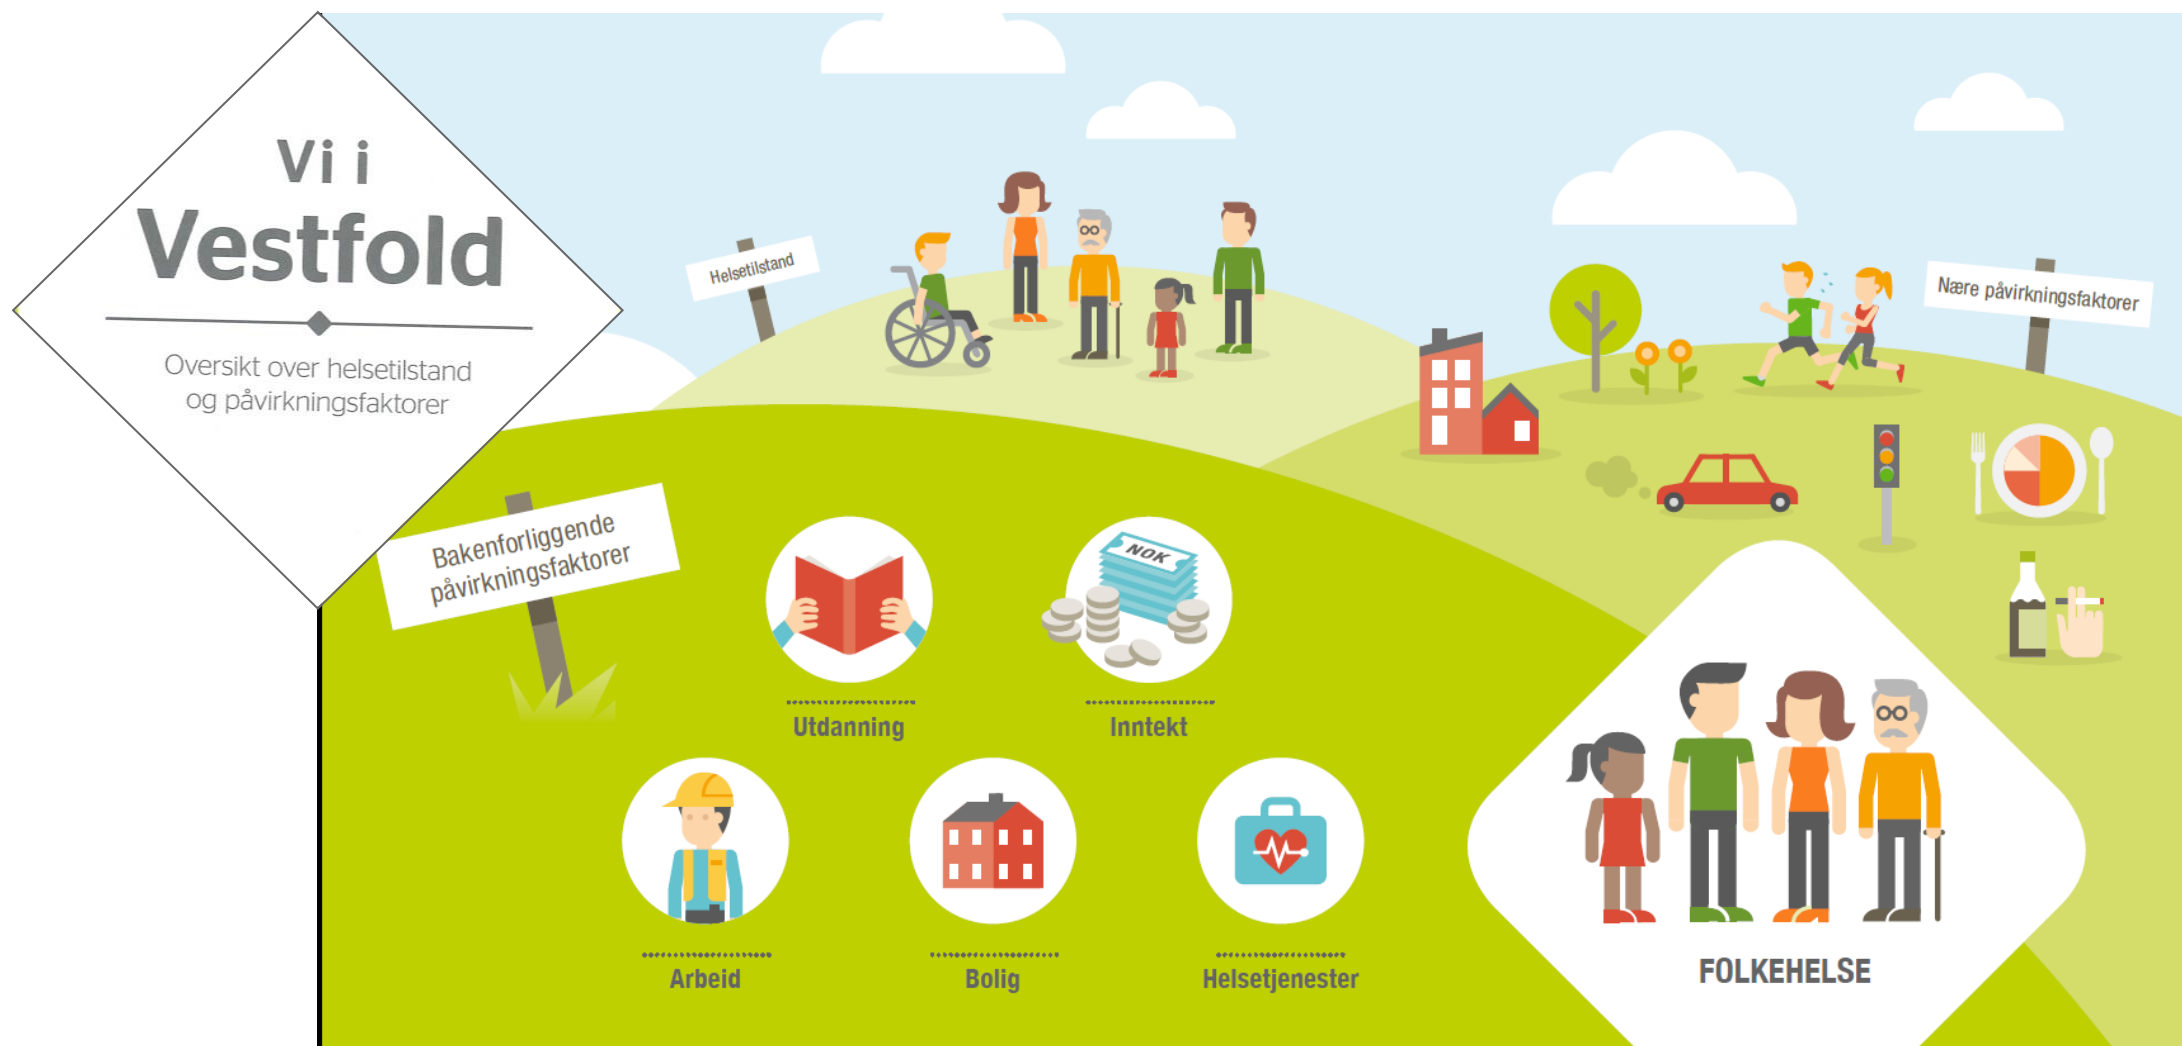 Vi i
Vestfold
Oversikt over helsetilstand
og påvirkningsfaktorer
Helsetilstand
Nære påvirkningsfaktorer
Bakenforliggende
påvirkningsfaktorer
NOK
Utdanning
Inntekt
Arbeid
Bolig
Helsetjenester
FOLKEHELSE